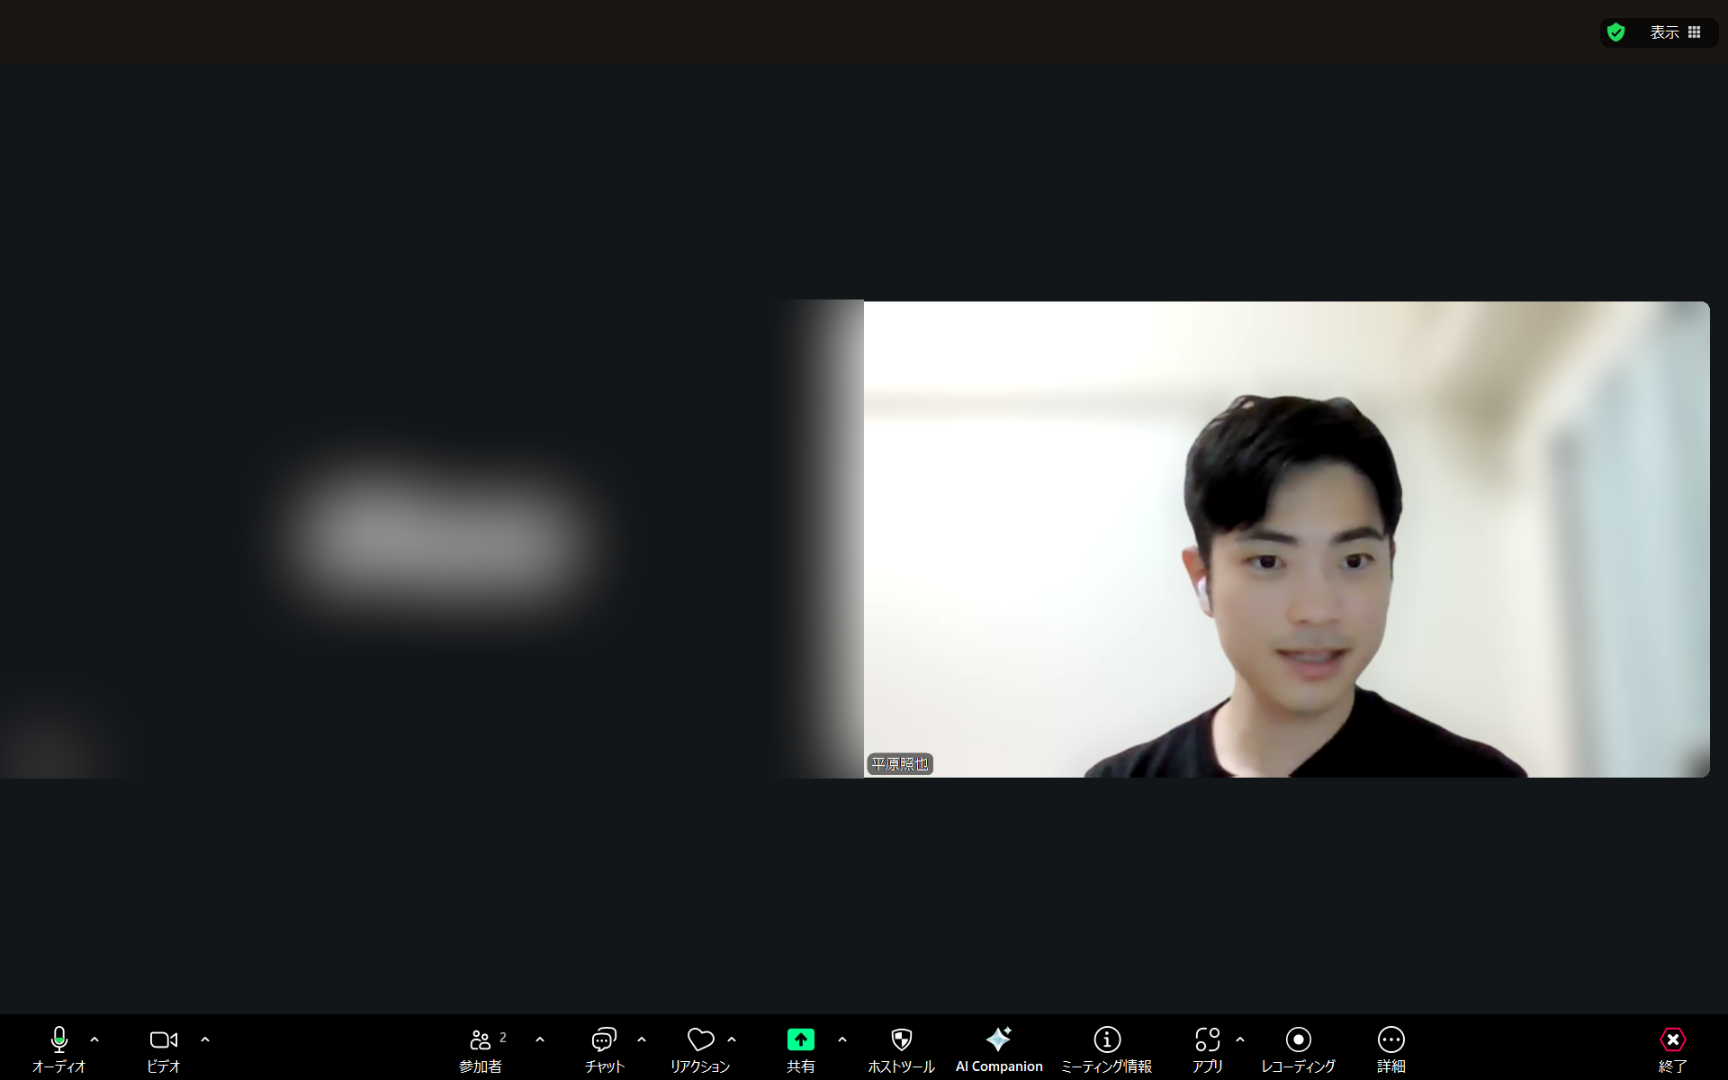 表示
平原照也
オーディオ
ビデオ
参加者 2
チャット
リアクション
共有
ホストツール
AI Companion
ミーティング情報
アプリ
レコーディング
詳細
終了